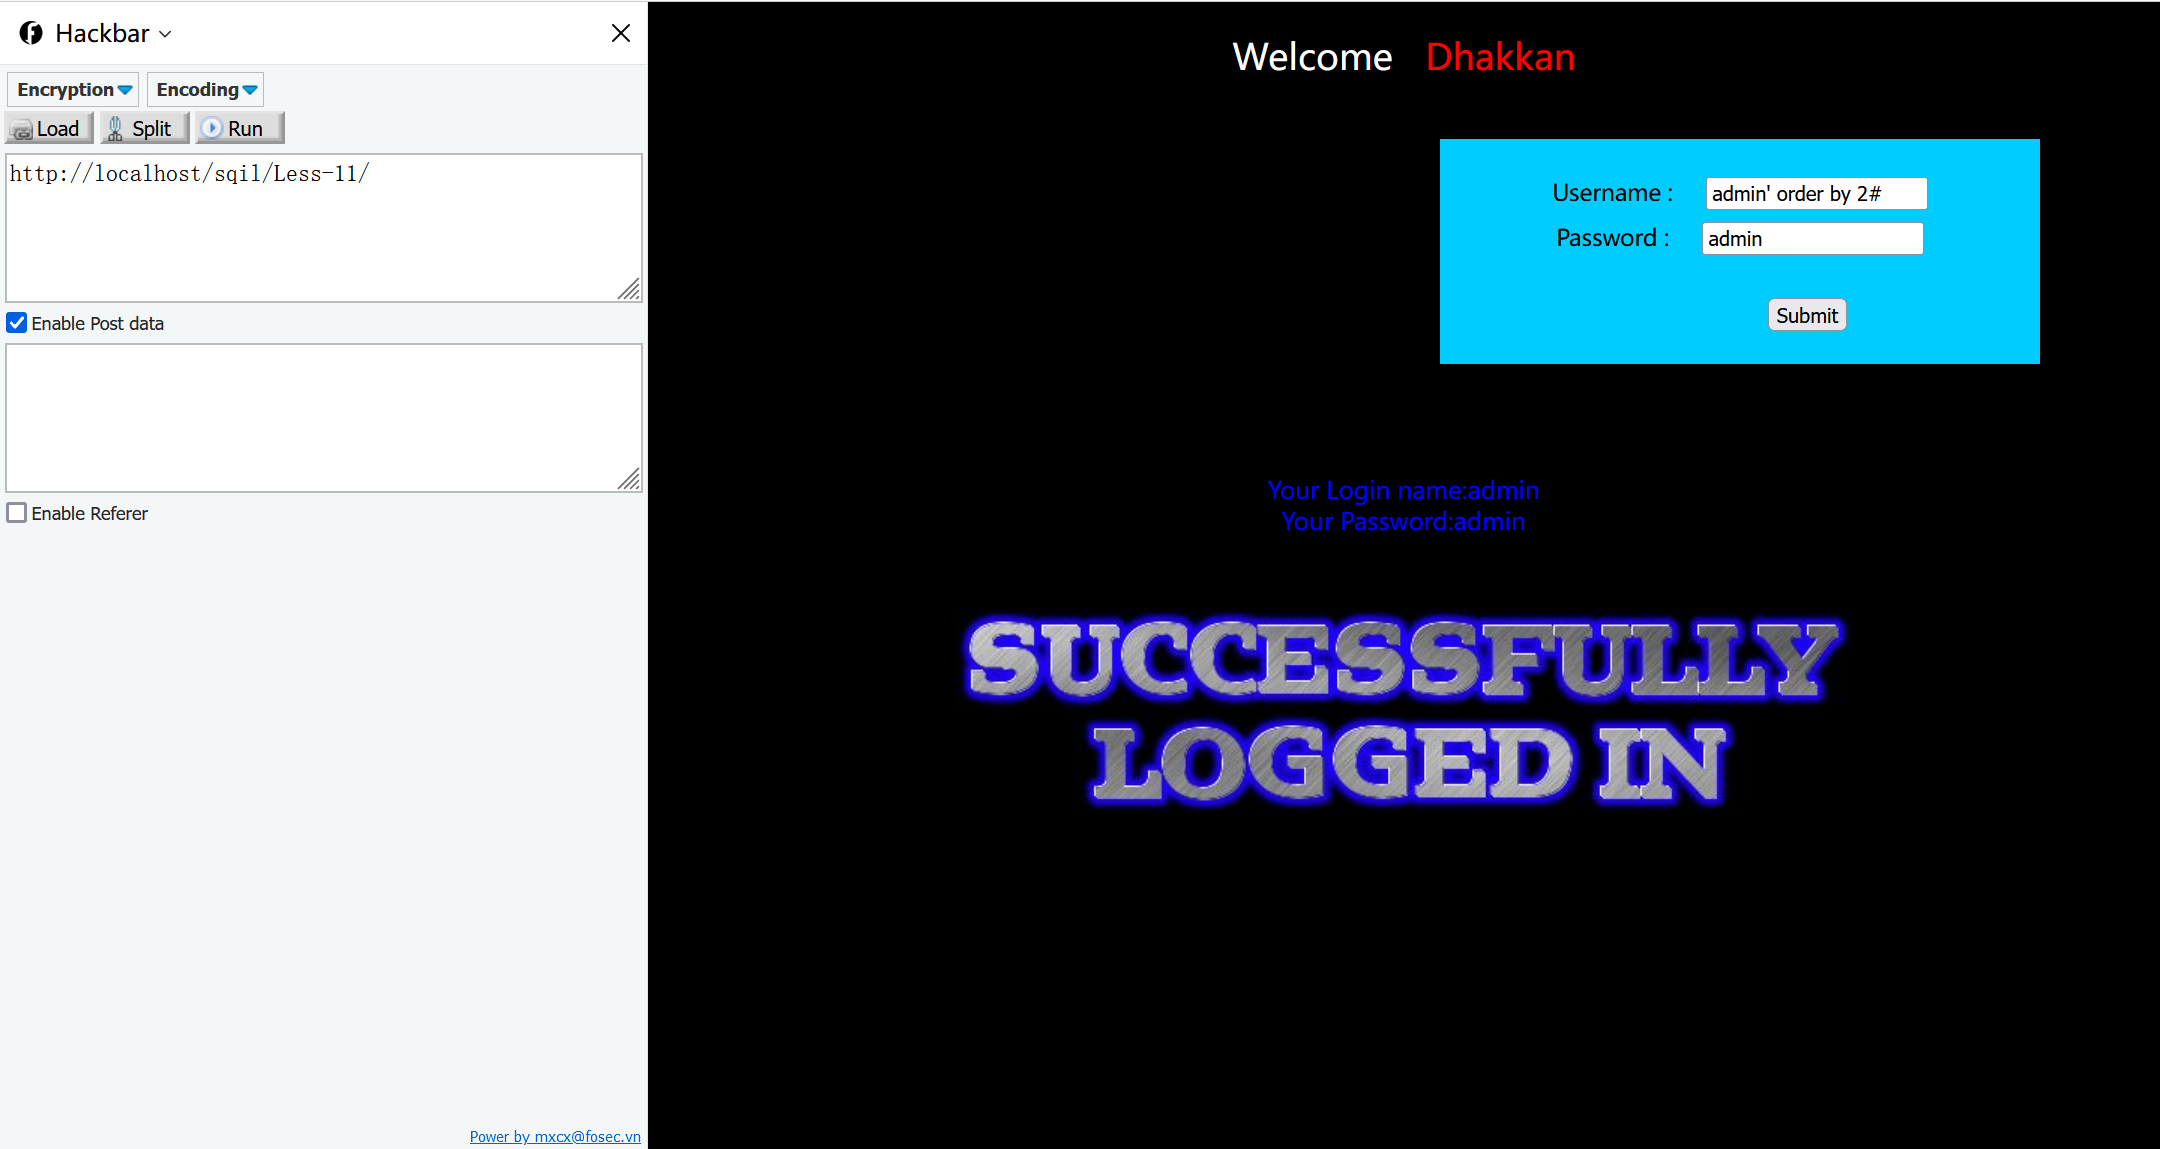 Hackbar
Encryption Encoding
Load Split Run
http://localhost/sqil/Less-11/
Enable Post data
Enable Referer
Power by mxcx@fosec.vn
Welcome Dhakkan
Username : admin' order by 2#
Password : admin
Submit
Your Login name:admin
Your Password:admin
SUCCESSFULLY
LOGGED IN